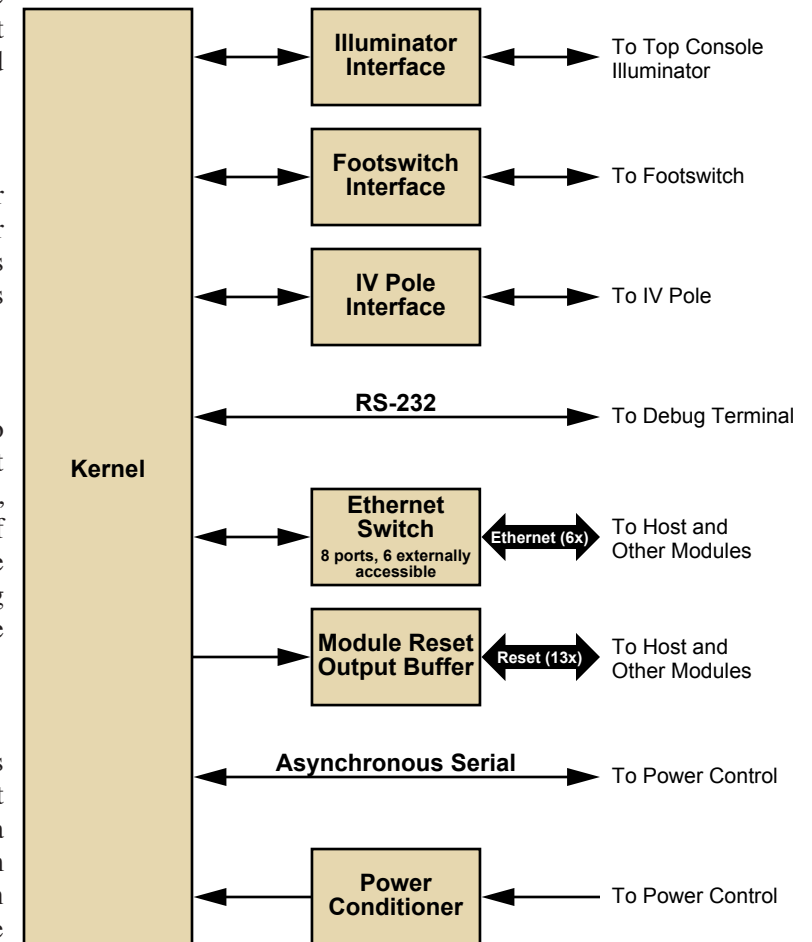 Illuminator
Interface
To Top Console
Illuminator
Footswitch
Interface
To Footswitch
IV Pole
Interface
To IV Pole
RS-232
To Debug Terminal
Kernel
Ethernet
Switch
8 ports, 6 externally
accessible
Ethernet (6x)
To Host and
Other Modules
Module Reset
Output Buffer
Reset (13x)
To Host and
Other Modules
Asynchronous Serial
To Power Control
Power
Conditioner
To Power Control